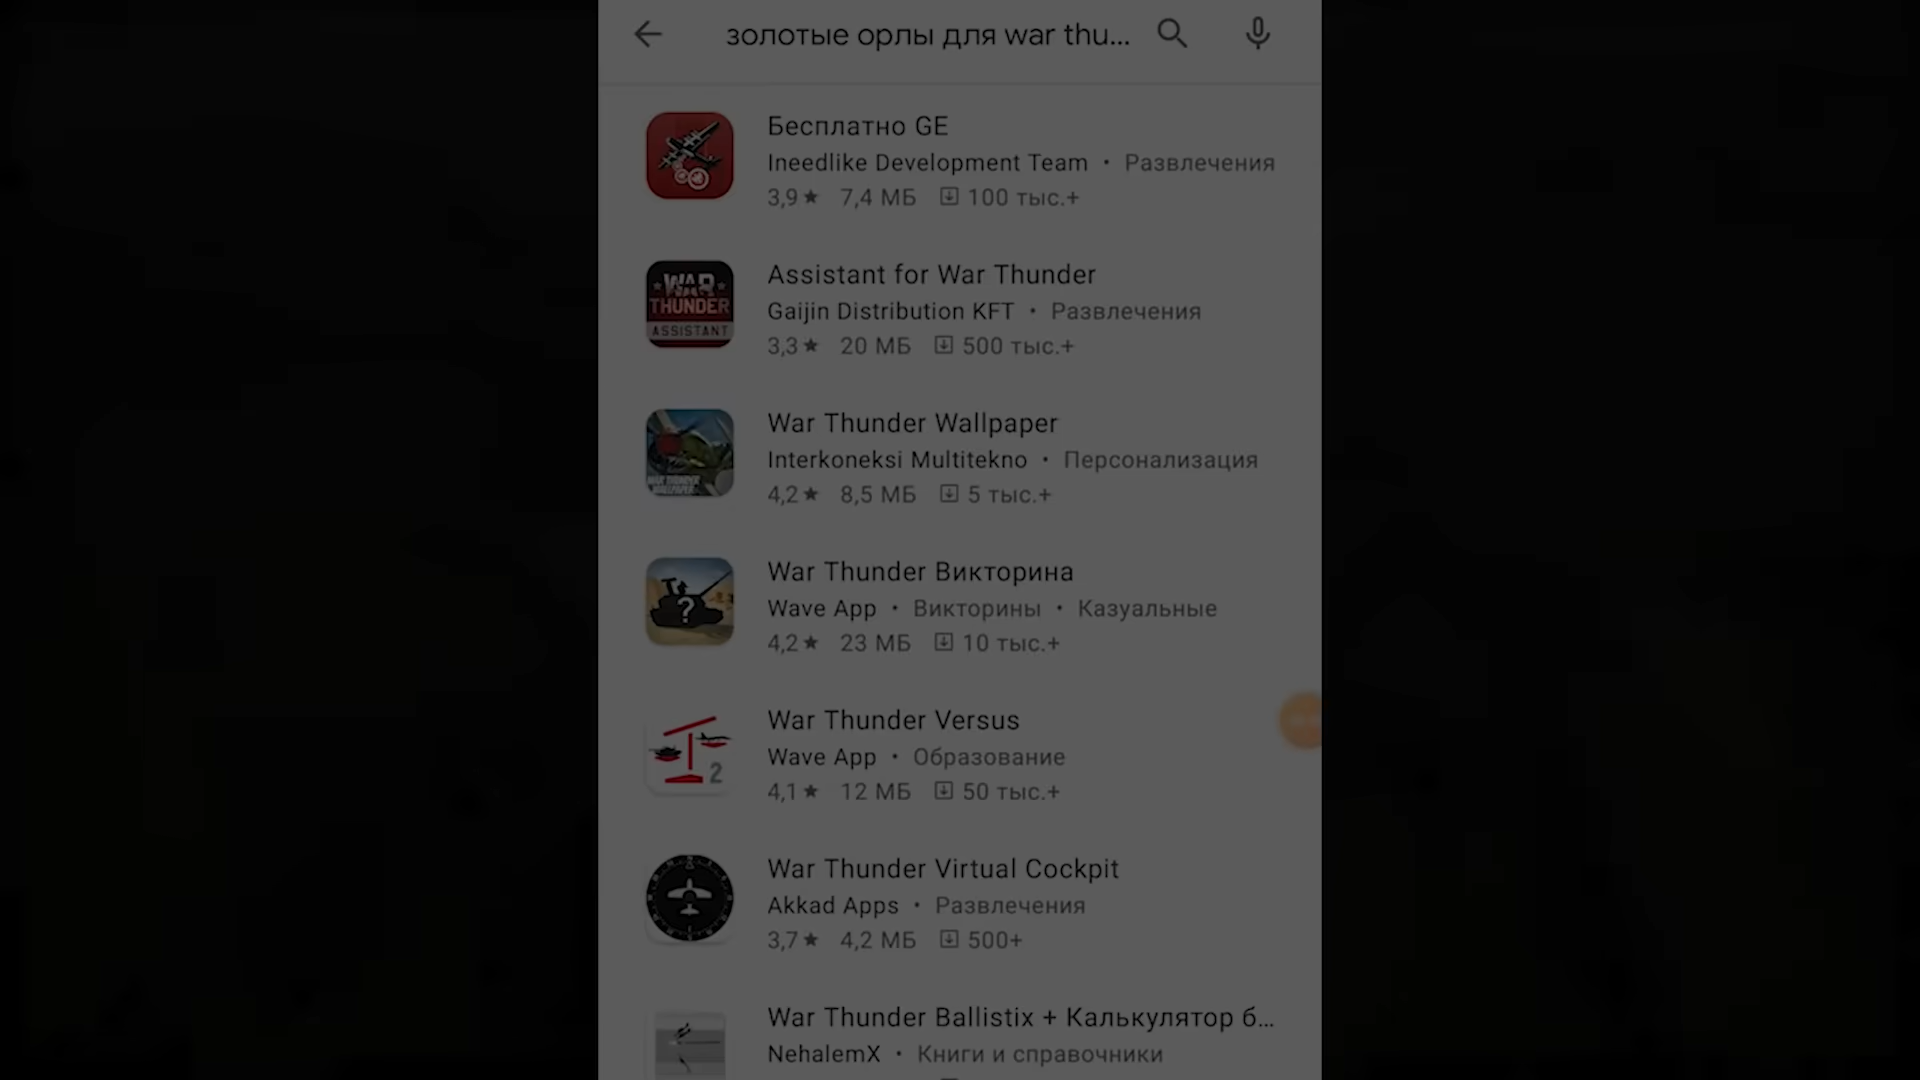 золотые орлы для war thu...
Бесплатно GE
Ineedlike Development Team • Развлечения
3,9★ 7,4 МБ 100 тыс.+
WAR THUNDER ASSISTANT
Assistant for War Thunder
Gaijin Distribution KFT • Развлечения
3,3★ 20 МБ 500 тыс.+
War Thunder Wallpaper
Interkoneksi Multitekno • Персонализация
4,2★ 8,5 МБ 5 тыс.+
WAR THUNDER
WALLPAPER
War Thunder Викторина
Wave App • Викторины • Казуальные
4,2★ 23 МБ 10 тыс.+
?
War Thunder Versus
Wave App • Образование
4,1★ 12 МБ 50 тыс.+
2
War Thunder Virtual Cockpit
Akkad Apps • Развлечения
3,7★ 4,2 МБ 500+
War Thunder Ballistix + Калькулятор б...
NehalemX • Книги и справочники